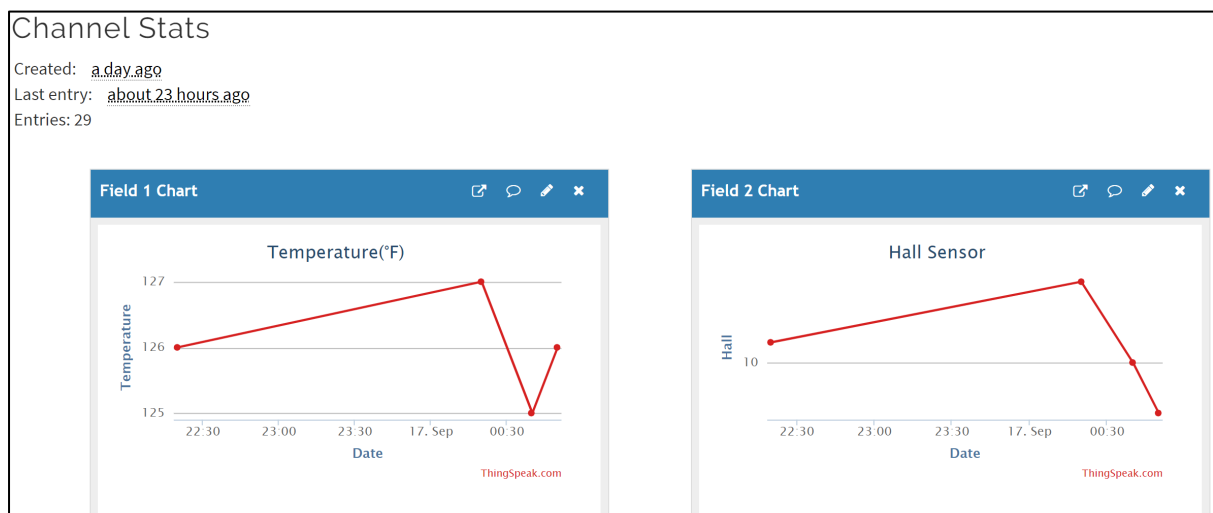 Channel Stats
Created: a day ago
Last entry: about 23 hours ago
Entries: 29
Field 1 Chart
Temperature(°F)
127
126
125
Temperature
22:30 23:00 23:30 17. Sep 00:30
Date
ThingSpeak.com
Field 2 Chart
Hall Sensor
Hall
10
22:30 23:00 23:30 17. Sep 00:30
Date
ThingSpeak.com